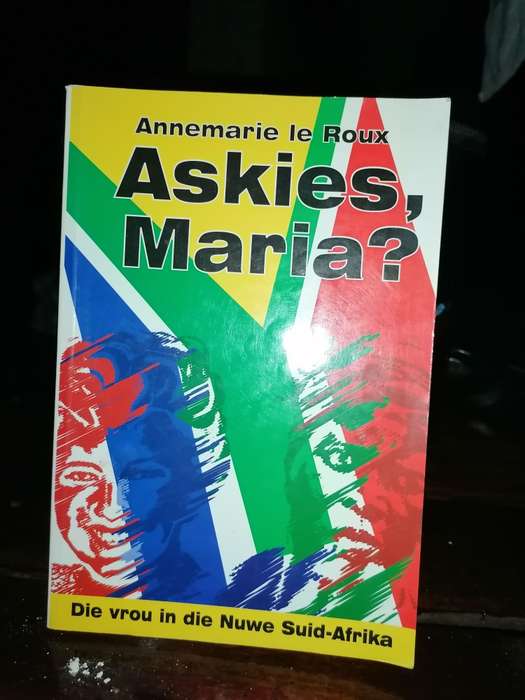 Annemarie le Roux
Askies,
Maria?
Die vrou in die Nuwe Suid-Afrika